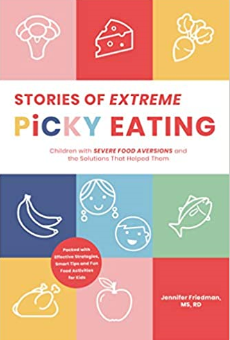 STORIES OF EXTREME
PiCKY EATING
Children with SEVERE FOOD AVERSIONS and
the Solutions That Helped Them
Packed with
Effective Strategies,
Smart Tips and Fun
Food Activities
for Kids
Jennifer Friedman,
MS, RD